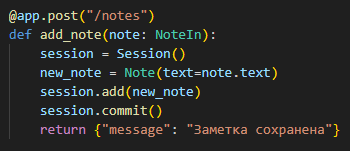 @app.post("/notes")
def add_note(note: NoteIn):
    session = Session()
    new_note = Note(text=note.text)
    session.add(new_note)
    session.commit()
    return {"message": "Заметка сохранена"}